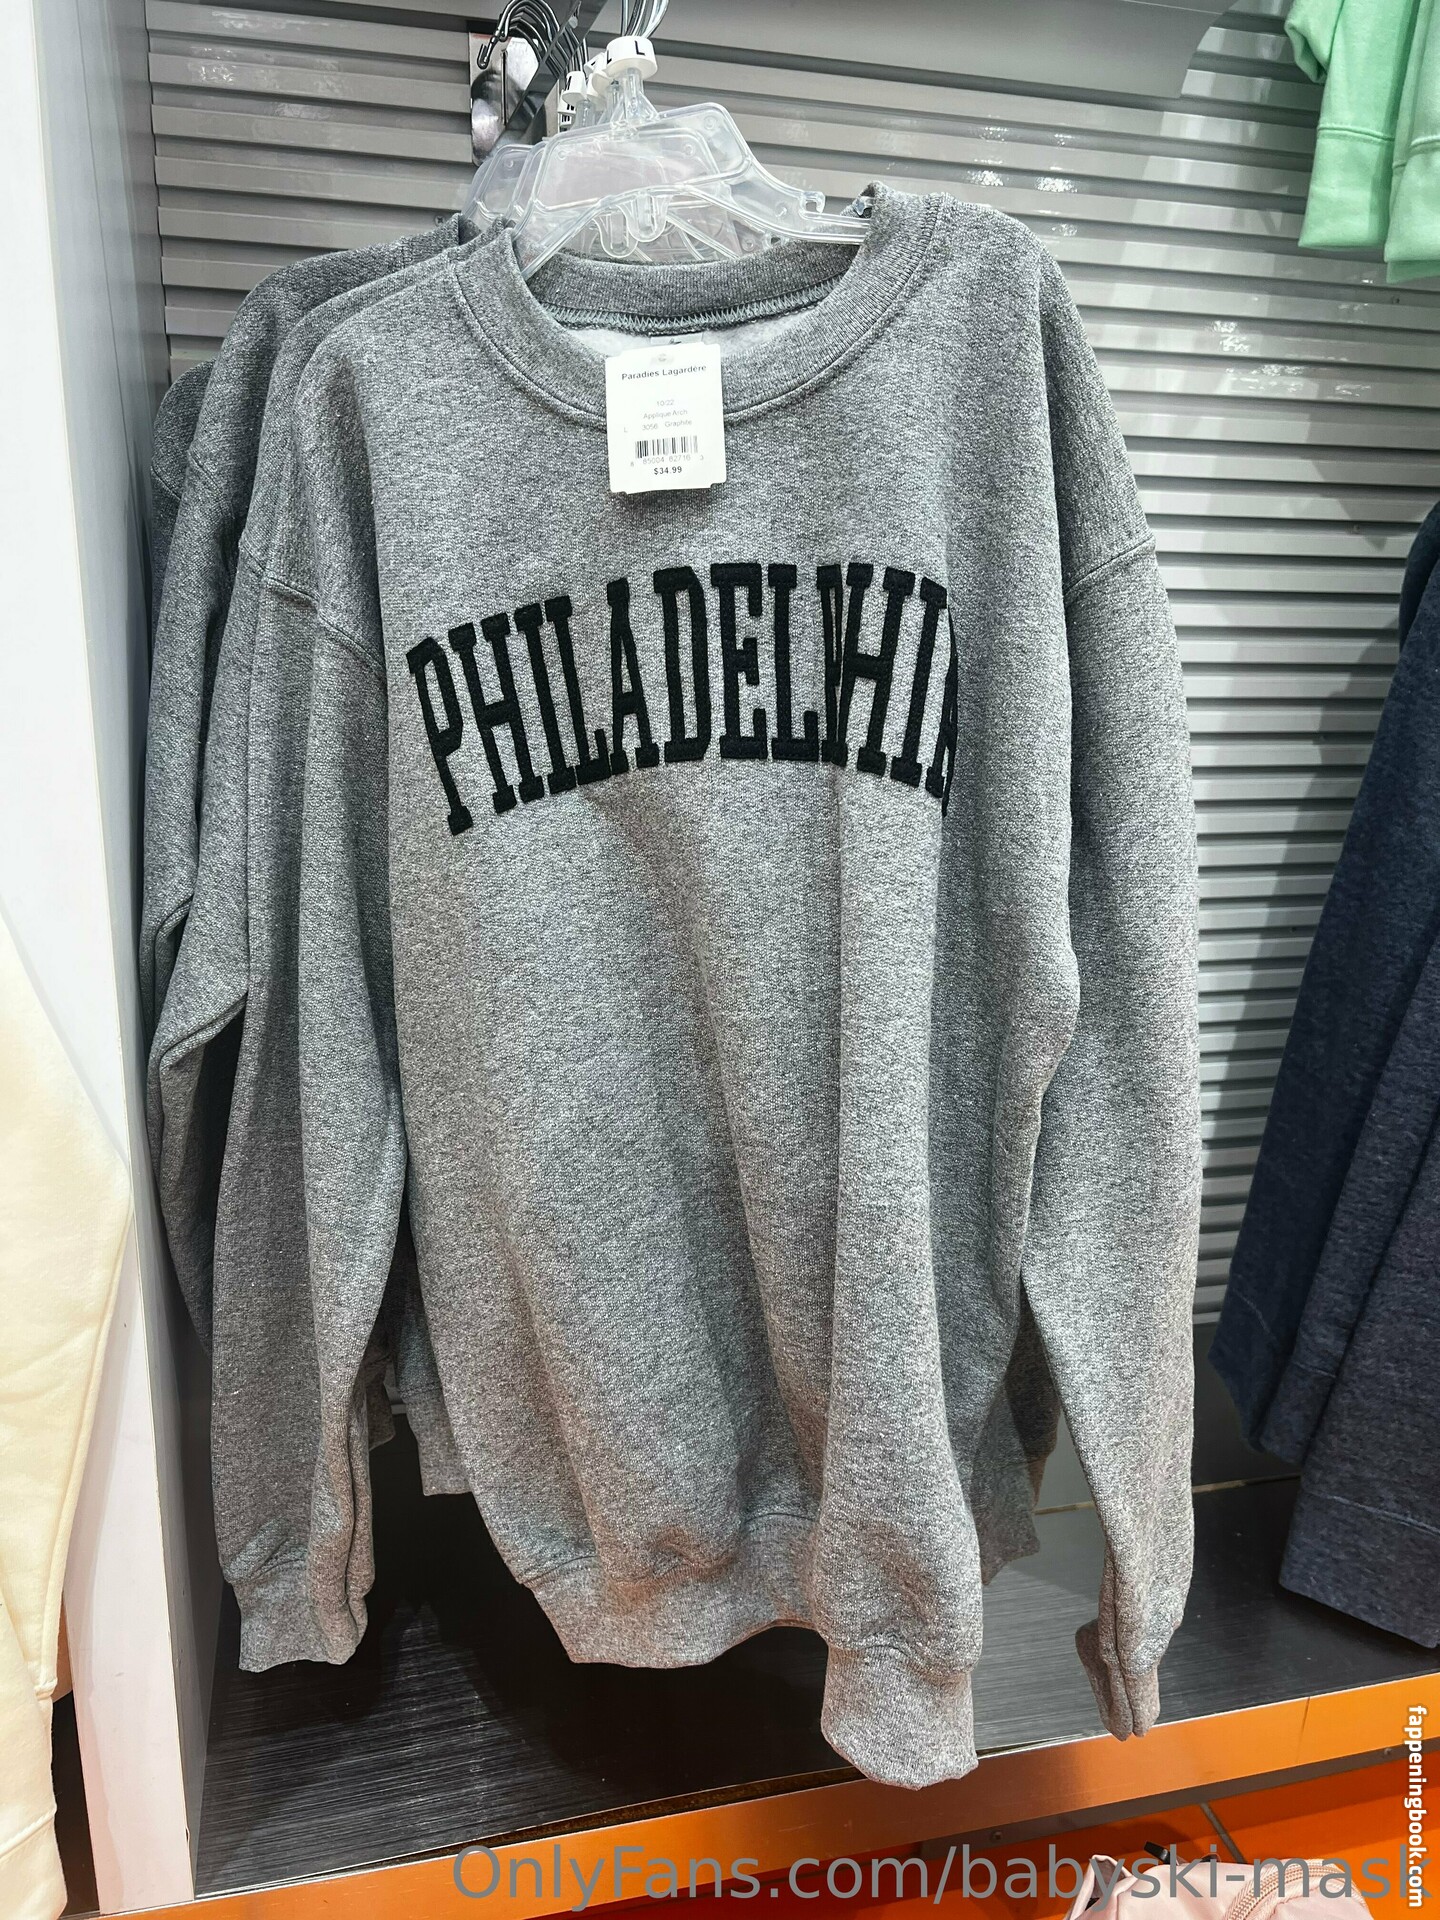 L
Paradies Lagardère
10/22
Applique Arch
L 3056 Graphite
$34.99
PHILADELPHIA
fappeningbook.com
OnlyFans.com/babyski-mask